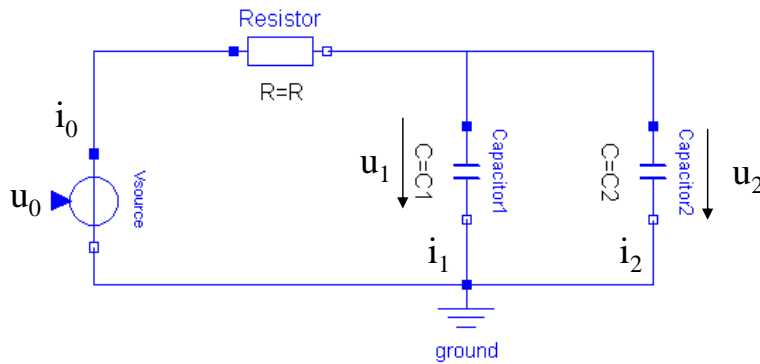 Resistor
R=R
i₀
u₀
Vsource
u₁
C=C1
Capacitor1
C=C2
Capacitor2
u₂
i₁
i₂
ground